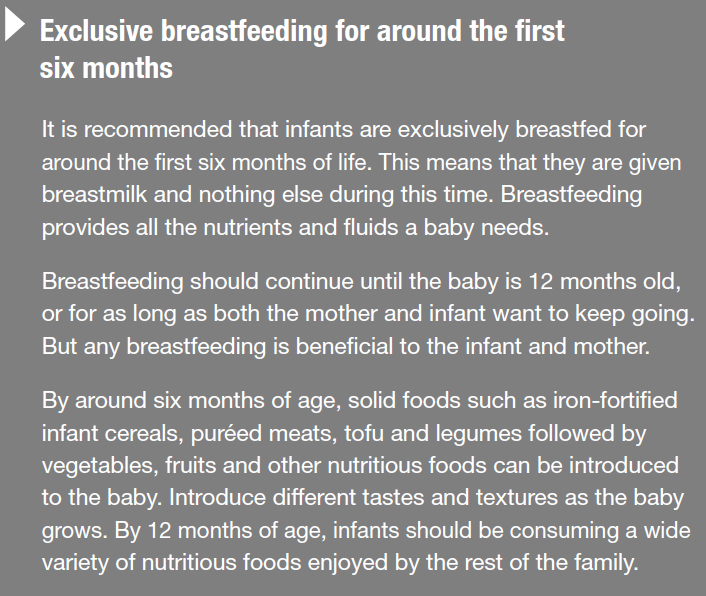 Exclusive breastfeeding for around the first
six months
It is recommended that infants are exclusively breastfed for
around the first six months of life. This means that they are given
breastmilk and nothing else during this time. Breastfeeding
provides all the nutrients and fluids a baby needs.
Breastfeeding should continue until the baby is 12 months old,
or for as long as both the mother and infant want to keep going.
But any breastfeeding is beneficial to the infant and mother.
By around six months of age, solid foods such as iron-fortified
infant cereals, puréed meats, tofu and legumes followed by
vegetables, fruits and other nutritious foods can be introduced
to the baby. Introduce different tastes and textures as the baby
grows. By 12 months of age, infants should be consuming a wide
variety of nutritious foods enjoyed by the rest of the family.